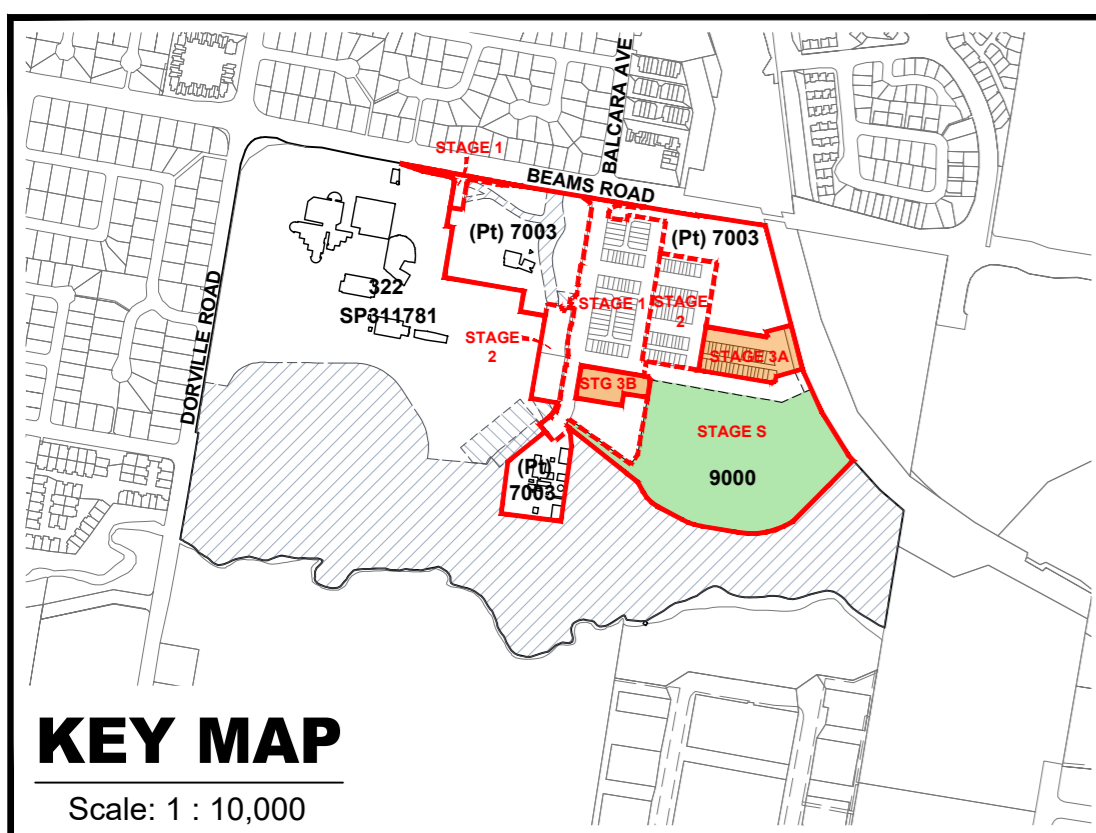 BALCARA AVE
STAGE 1
BEAMS ROAD
(Pt) 7003
(Pt) 7003
DORVILLE ROAD
322
SP311781
STAGE 1
STAGE
2
STAGE
2
STAGE 3A
STG 3B
STAGE S
9000
(Pt)
7003
KEY MAP
Scale: 1 : 10,000